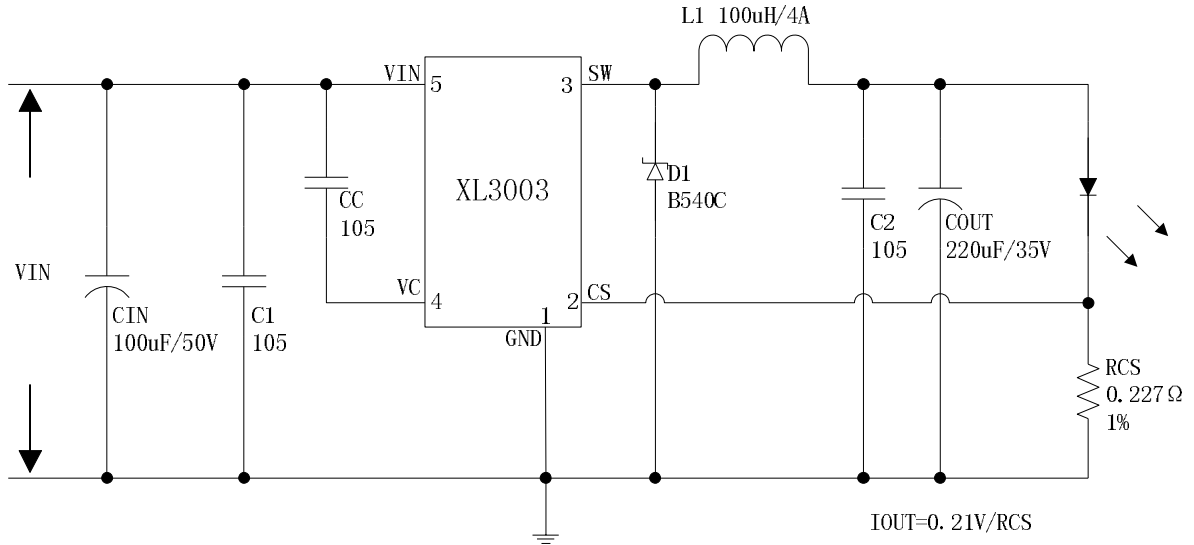 L1 100uH/4A
VIN
5
3
SW
XL3003
CC
105
D1
B540C
C2
105
COUT
220uF/35V
VIN
VC
4
2
CS
CIN
100uF/50V
C1
105
1
GND
RCS
0.227Ω
1%
IOUT=0.21V/RCS